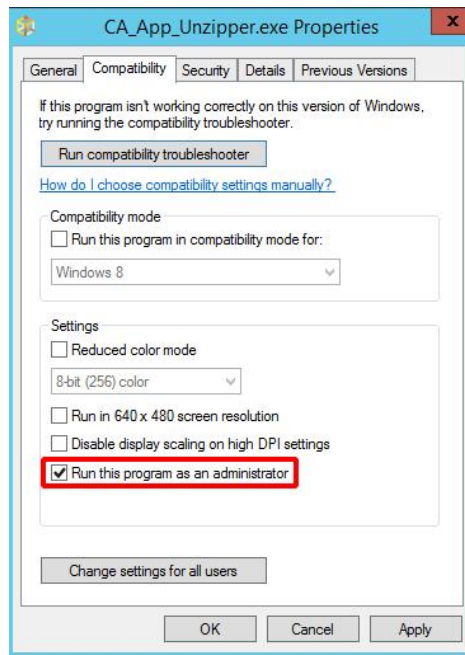 CA_App_Unzipper.exe Properties
x
General Compatibility Security Details Previous Versions
If this program isn't working correctly on this version of Windows,
try running the compatibility troubleshooter.
Run compatibility troubleshooter
How do I choose compatibility settings manually?
Compatibility mode
Run this program in compatibility mode for:
Windows 8
Settings
Reduced color mode
8-bit (256) color
Run in 640 x 480 screen resolution
Disable display scaling on high DPI settings
Run this program as an administrator
Change settings for all users
OK Cancel Apply